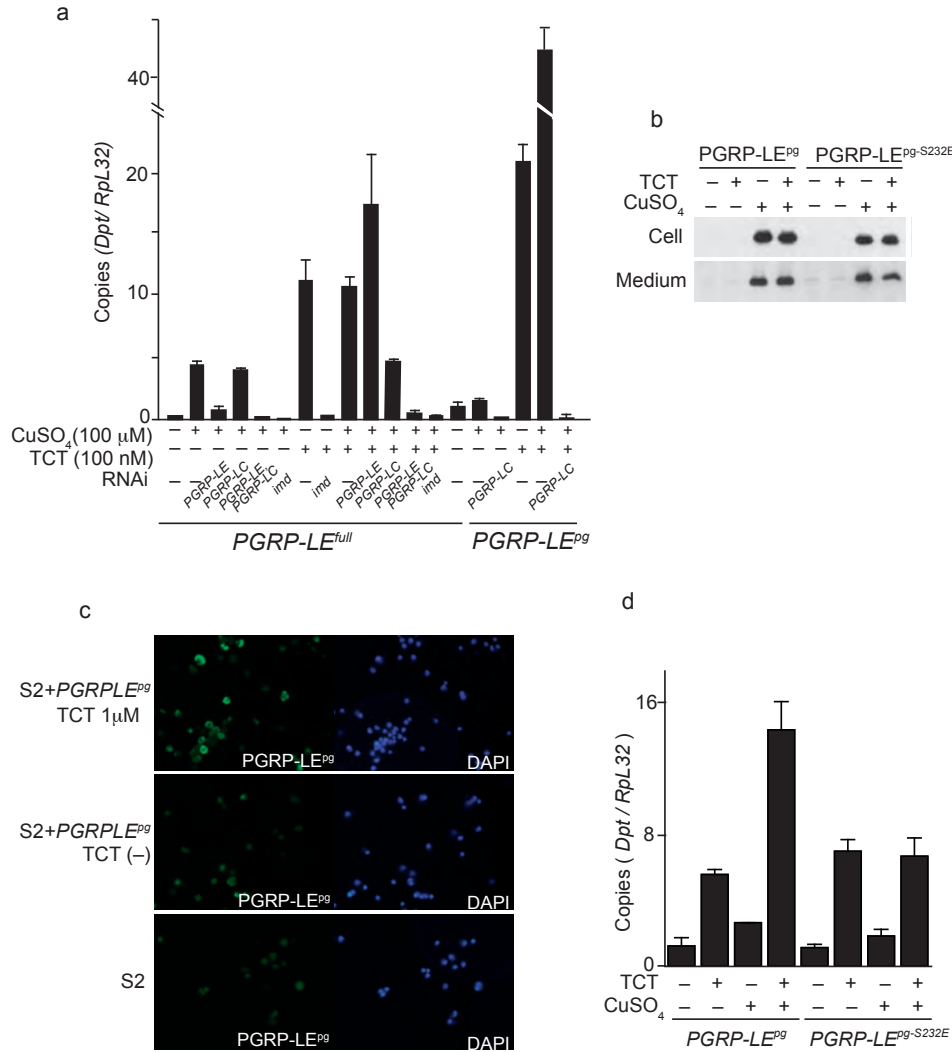 a
40
20
10
0
Copies (Dpt/ RpL32)
CuSO4(100 μM) – + + + + + – – + + + + + – + + – + +
TCT (100 nM) – – – – – – + + + + + + + – – – + + +
RNAi
– – PGRP-LE PGRP-LC PGRP-LE, PGRP-LC imd – imd – PGRP-LE PGRP-LC PGRP-LE PGRP-LC imd – – PGRP-LC – – PGRP-LC
PGRP-LEfull PGRP-LEpg
b
PGRP-LEpg PGRP-LEpg-S232E
TCT – + – + – + – +
CuSO4 – – + + – – + +
Cell
Medium
c
S2+PGRPLEpg
TCT 1μM
PGRP-LEpg DAPI
S2+PGRPLEpg
TCT (–)
PGRP-LEpg DAPI
S2
PGRP-LEpg DAPI
d
16
8
0
Copies ( Dpt / RpL32 )
TCT – + – + – + – +
CuSO4 – – + + – – + +
PGRP-LEpg PGRP-LEpg-S232E